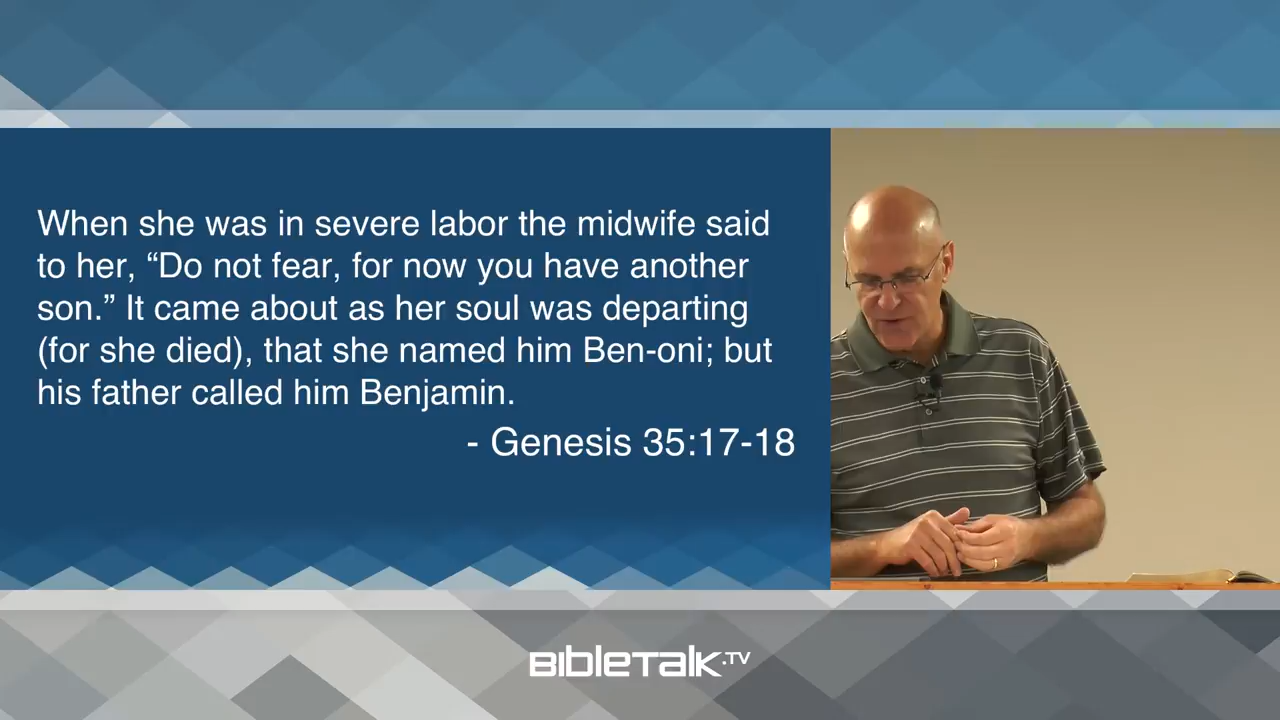 When she was in severe labor the midwife said
to her, “Do not fear, for now you have another
son.” It came about as her soul was departing
(for she died), that she named him Ben-oni; but
his father called him Benjamin.
- Genesis 35:17-18
BIBLETALK.TV